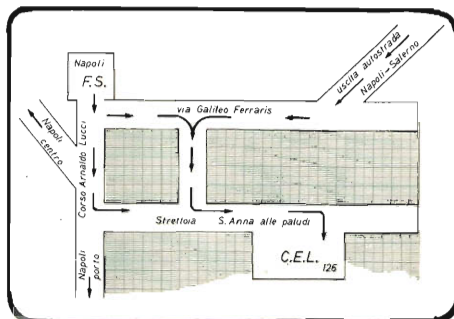 Napoli
F.S.
uscita autostrada
Napoli-Salerno
via Galileo Ferraris
Napoli
centro
Corso Arnaldo Lucci
Strettoia S. Anna alle paludi
C.E.L.
126
Napoli
porto